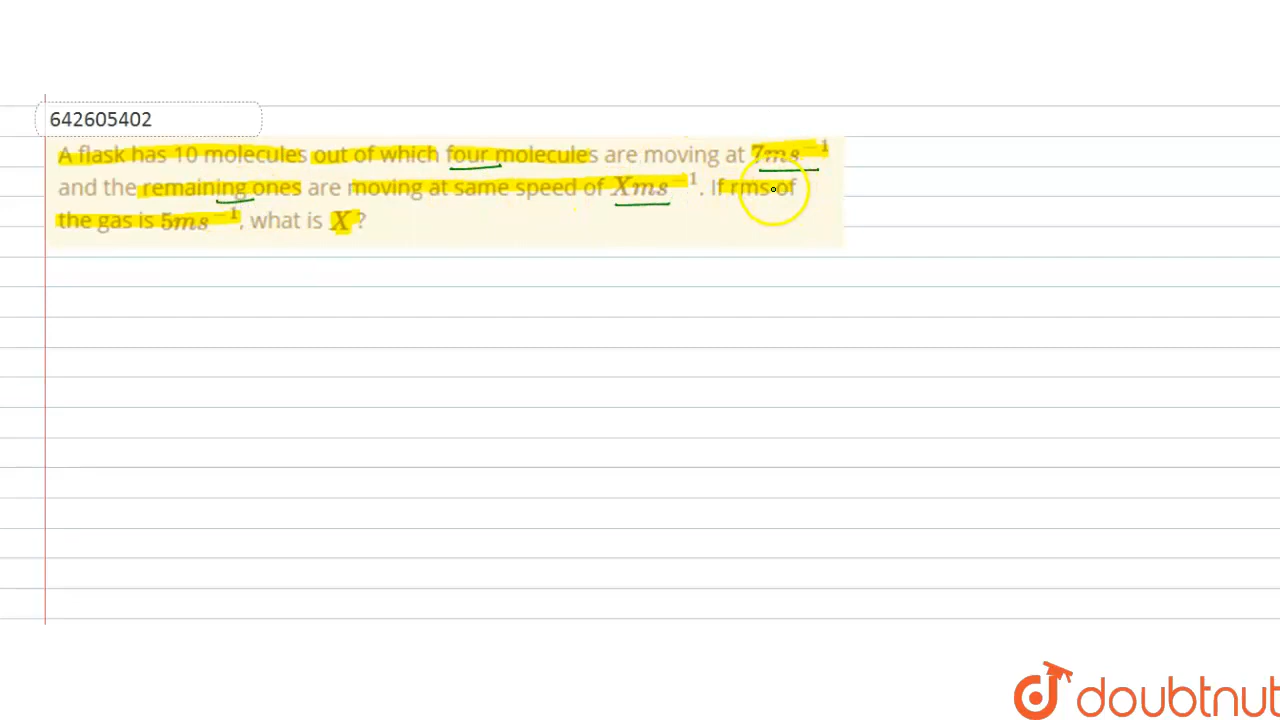 642605402
A flask has 10 molecules out of which four molecules are moving at 7ms⁻¹
and the remaining ones are moving at same speed of Xms⁻¹. If rms of
the gas is 5ms⁻¹, what is X?
doubtnut